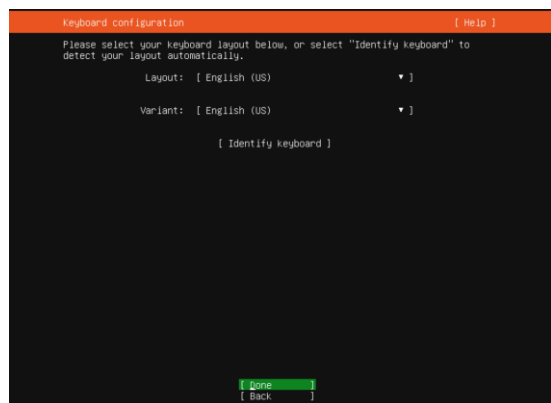 Keyboard configuration [ Help ]
Please select your keyboard layout below, or select "Identify keyboard" to
detect your layout automatically.
Layout: [ English (US) ▾ ]
Variant: [ English (US) ▾ ]
[ Identify keyboard ]
[ Done ]
[ Back ]